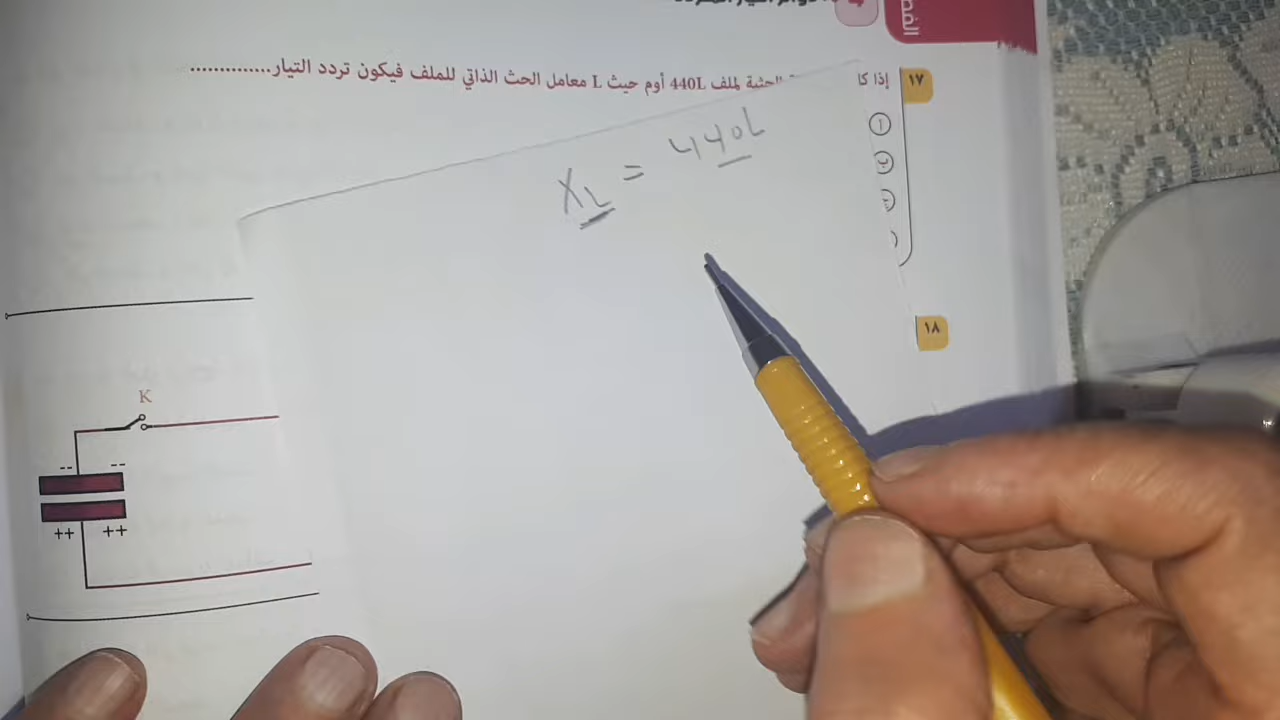 ١٧ إذا كا الحثية لملف 440L أوم حيث L معامل الحث الذاتي للملف فيكون تردد التيار..............
X_L = 440L
أ
ب
ج
١٨
K
-- --
++ ++